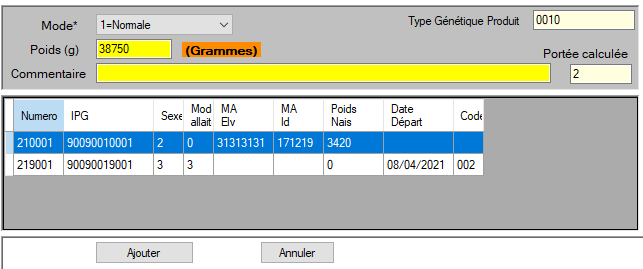 Mode* 1=Normale Type Génétique Produit 0010
Poids (g) 38750 (Grammes) Portée calculée
Commentaire 2
Numero IPG Sexe Mod allait MA Elv MA Id Poids Nais Date Départ Code
210001 90090010001 2 0 31313131 171219 3420
219001 90090019001 3 3 0 08/04/2021 002
Ajouter Annuler